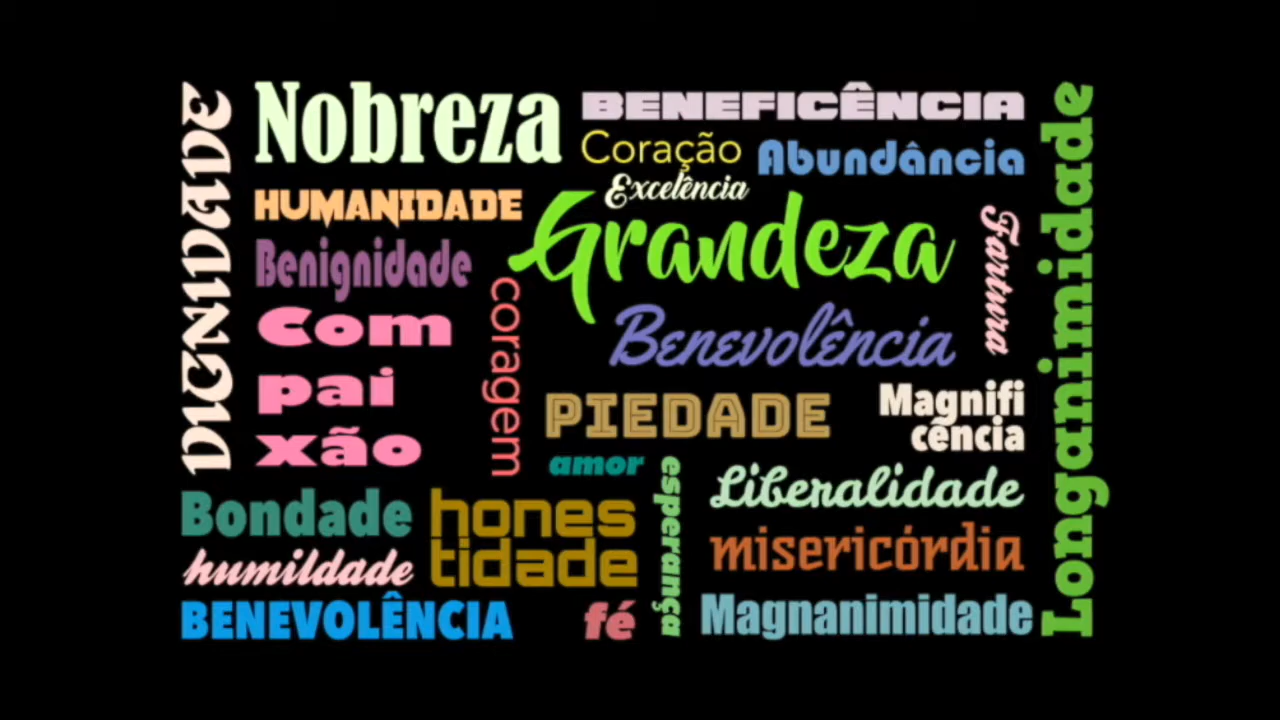 DIGNIDADE
Nobreza
BENEFICÊNCIA
Coração
Abundância
Excelência
HUMANIDADE
Grandeza
Fartura
Longanimidade
Benignidade
coragem
Benevolência
Com
pai
xão
PIEDADE
Magnifi
cência
amor
esperança
Liberalidade
Bondade
hones
tidade
misericórdia
humildade
BENEVOLÊNCIA
fé
Magnanimidade